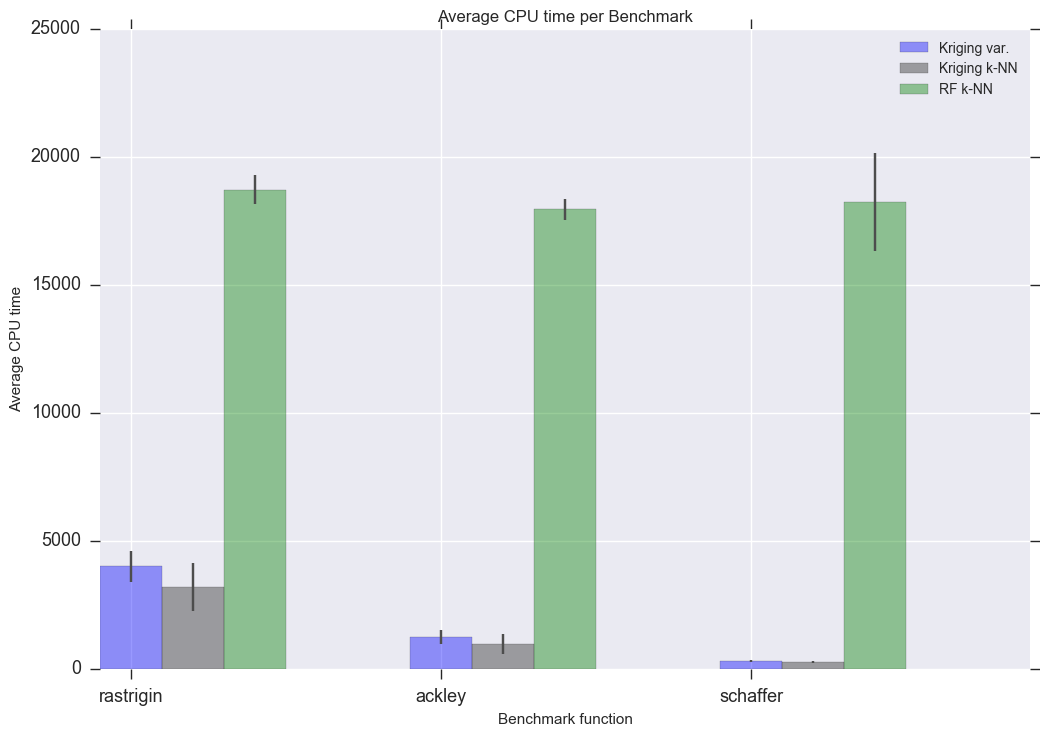 Average CPU time per Benchmark
25000
20000
15000
10000
5000
0
Average CPU time
Kriging var.
Kriging k-NN
RF k-NN
rastrigin
ackley
schaffer
Benchmark function